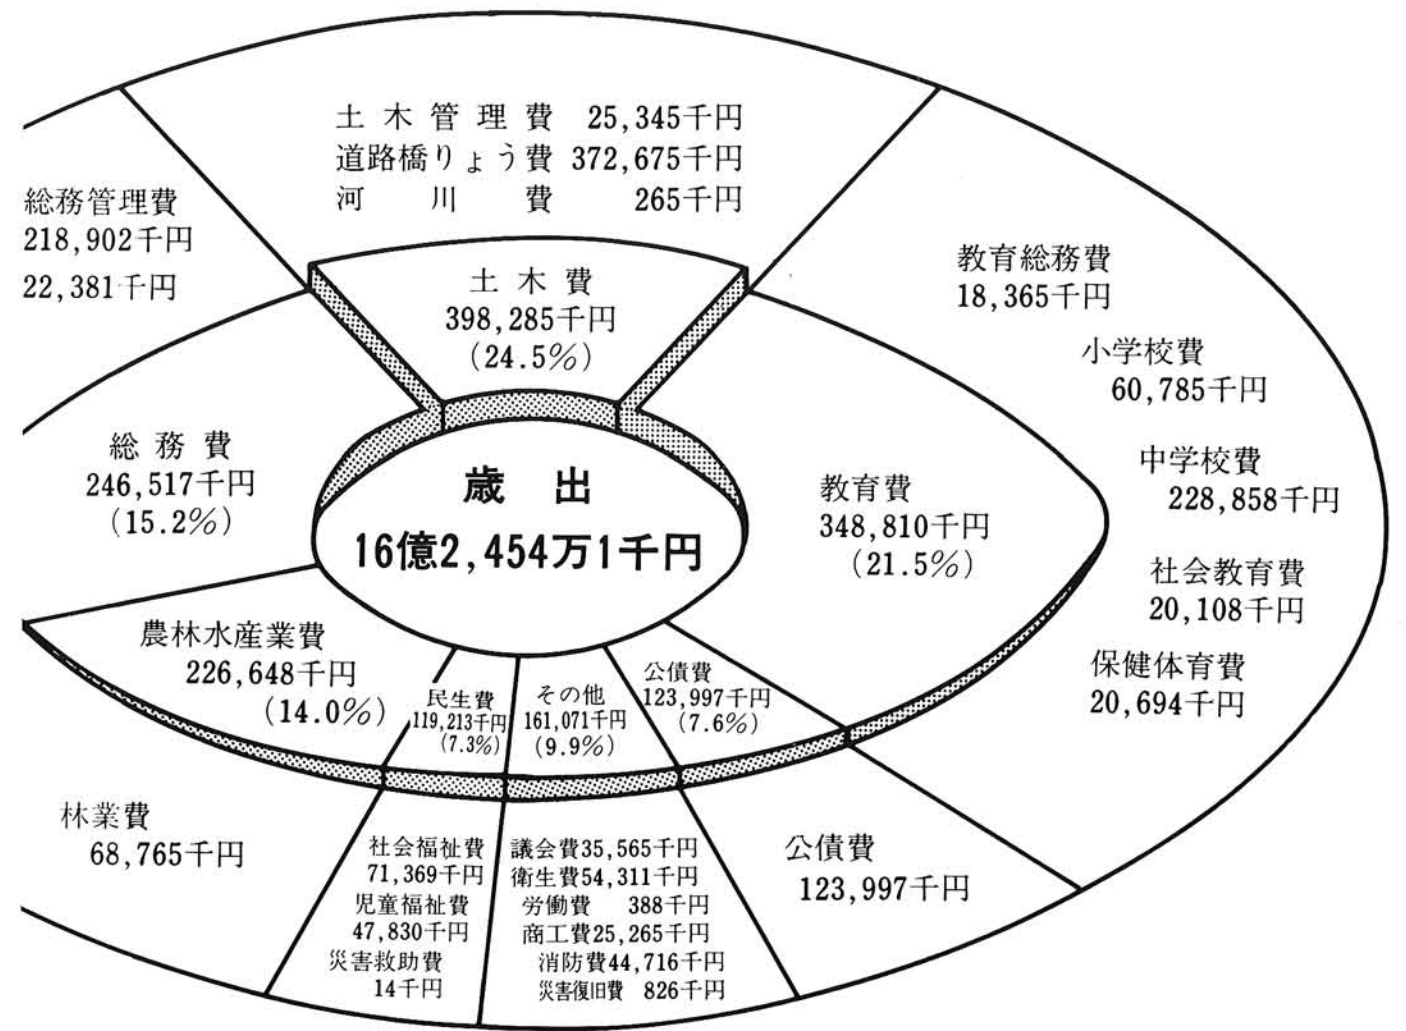 土木管理費 25,345千円
道路橋りょう費 372,675千円
河川費 265千円
総務管理費
218,902千円
22,381千円
土木費
398,285千円
(24.5%)
教育総務費
18,365千円
小学校費
60,785千円
中学校費
228,858千円
社会教育費
20,108千円
保健体育費
20,694千円
総務費
246,517千円
(15.2%)
歳出
16億2,454万1千円
教育費
348,810千円
(21.5%)
農林水産業費
226,648千円
(14.0%)
民生費
119,213千円
(7.3%)
その他
161,071千円
(9.9%)
公債費
123,997千円
(7.6%)
林業費
68,765千円
社会福祉費
71,369千円
児童福祉費
47,830千円
災害救助費
14千円
議会費35,565千円
衛生費54,311千円
労働費 388千円
商工費25,265千円
消防費44,716千円
災害復旧費 826千円
公債費
123,997千円